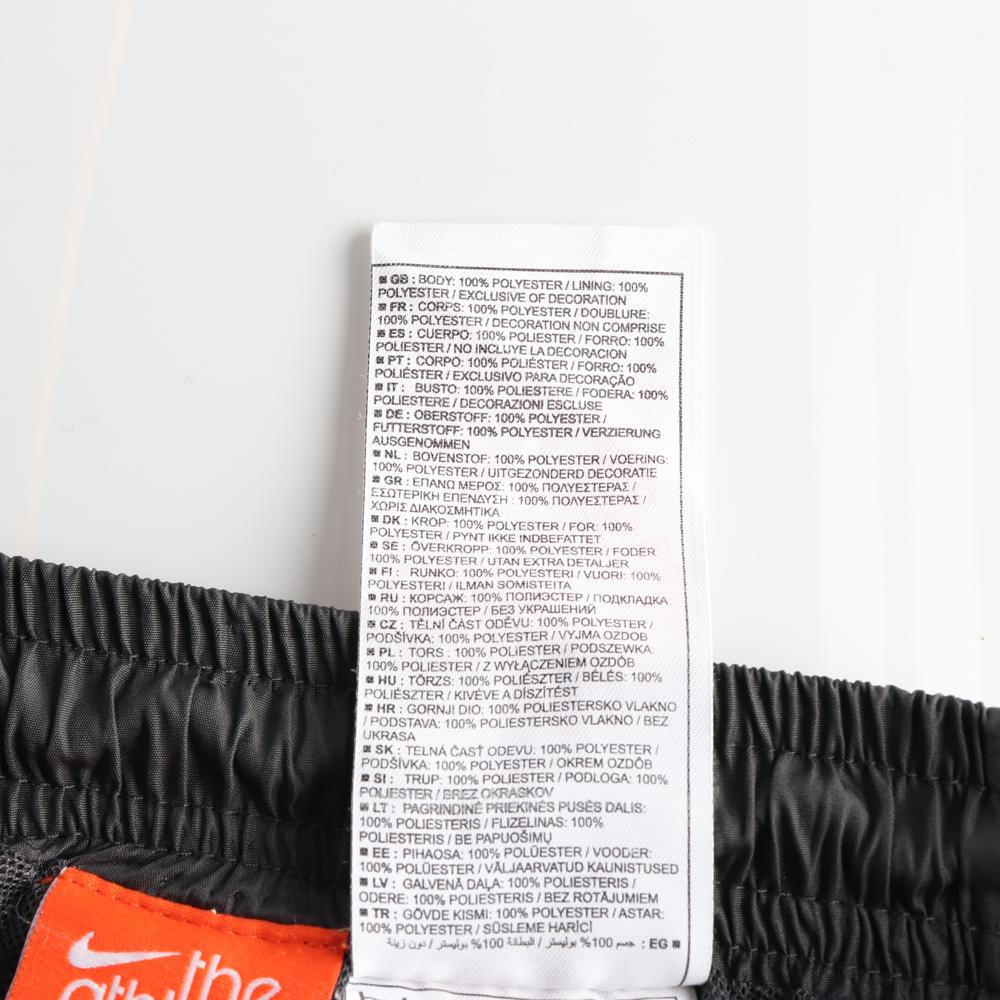 GB : BODY: 100% POLYESTER / LINING: 100%
POLYESTER / EXCLUSIVE OF DECORATION
FR : CORPS: 100% POLYESTER / DOUBLURE:
100% POLYESTER / DECORATION NON COMPRISE
ES : CUERPO: 100% POLYESTER / FORRO: 100%
POLIESTER / NO INCLUYE LA DECORACION
PT : CORPO: 100% POLIÉSTER / FORRO: 100%
POLIÉSTER / EXCLUSIVO PARA DECORAÇÃO
IT : BUSTO: 100% POLIESTERE / FODERA: 100%
POLIESTERE / DECORAZIONI ESCLUSE
DE : OBERSTOFF: 100% POLYESTER /
FUTTERSTOFF: 100% POLYESTER / VERZIERUNG
AUSGENOMMEN
NL : BOVENSTOF: 100% POLYESTER / VOERING:
100% POLYESTER / UITGEZONDERD DECORATIE
GR : ΕΠΑΝΩ ΜΕΡΟΣ: 100% ΠΟΛΥΕΣΤΕΡΑΣ /
ΕΣΩΤΕΡΙΚΗ ΕΠΕΝΔΥΣΗ : 100% ΠΟΛΥΕΣΤΕΡΑΣ /
ΧΩΡΙΣ ΔΙΑΚΟΣΜΗΤΙΚΑ
DK : KROP: 100% POLYESTER / FOR: 100%
POLYESTER / PYNT IKKE INDBEFATTET
SE : ÖVERKROPP: 100% POLYESTER / FODER
100% POLYESTER / UTAN EXTRA DETALJER
FI : RUNKO: 100% POLYESTERI / VUORI: 100%
POLYESTERI / ILMAN SOMISTEITA
RU : КОРСАЖ: 100% ПОЛИЭСТЕР / ПОДКЛАДКА:
100% ПОЛИЭСТЕР / БЕЗ УКРАШЕНИЙ
CZ : TĚLNÍ ČÁST ODĚVU: 100% POLYESTER /
PODŠÍVKA: 100% POLYESTER / VYJMA OZDOB
PL : TORS : 100% POLIESTER / PODSZEWKA:
100% POLIESTER / Z WYŁĄCZENIEM OZDÓB
HU : TÖRZS: 100% POLIÉSZTER / BÉLÉS: 100%
POLIÉSZTER / KIVÉVE A DÍSZÍTÉST
HR : GORNJI DIO: 100% POLIESTERSKO VLAKNO
/ PODSTAVA: 100% POLIESTERSKO VLAKNO / BEZ
UKRASA
SK : TELNÁ ČASŤ ODEVU: 100% POLYESTER /
PODŠÍVKA: 100% POLYESTER / OKREM OZDÔB
SI : TRUP: 100% POLIESTER / PODLOGA: 100%
POLIESTER / BREZ OKRASKOV
LT : PAGRINDINĖ PRIEKINĖS PUSĖS DALIS:
100% POLIESTERIS / FLIZELINAS: 100%
POLIESTERIS / BE PAPUOŠIMŲ
EE : PIHAOSA: 100% POLÜESTER / VOODER:
100% POLÜESTER / VÄLJAARVATUD KAUNISTUSED
LV : GALVENĀ DAĻA: 100% POLIESTERIS /
ODERE: 100% POLIESTERIS / BEZ ROTĀJUMIEM
TR : GÖVDE KISMI : 100% POLYESTER / ASTAR:
100% POLYESTER / SÜSLEME HARİCİ
EG : جسم 100% بوليستر / البطانة 100% بوليستر / دون زينة
the